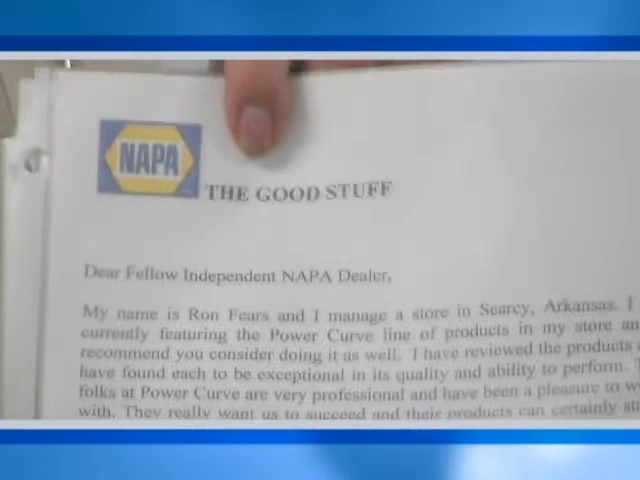 NAPA
THE GOOD STUFF
Dear Fellow Independent NAPA Dealer,
My name is Ron Fears and I manage a store in Searcy, Arkansas. I
currently featuring the Power Curve line of products in my store an
recommend you consider doing it as well. I have reviewed the products a
have found each to be exceptional in its quality and ability to perform. T
folks at Power Curve are very professional and have been a pleasure to w
with. They really want us to succeed and their products can certainly st